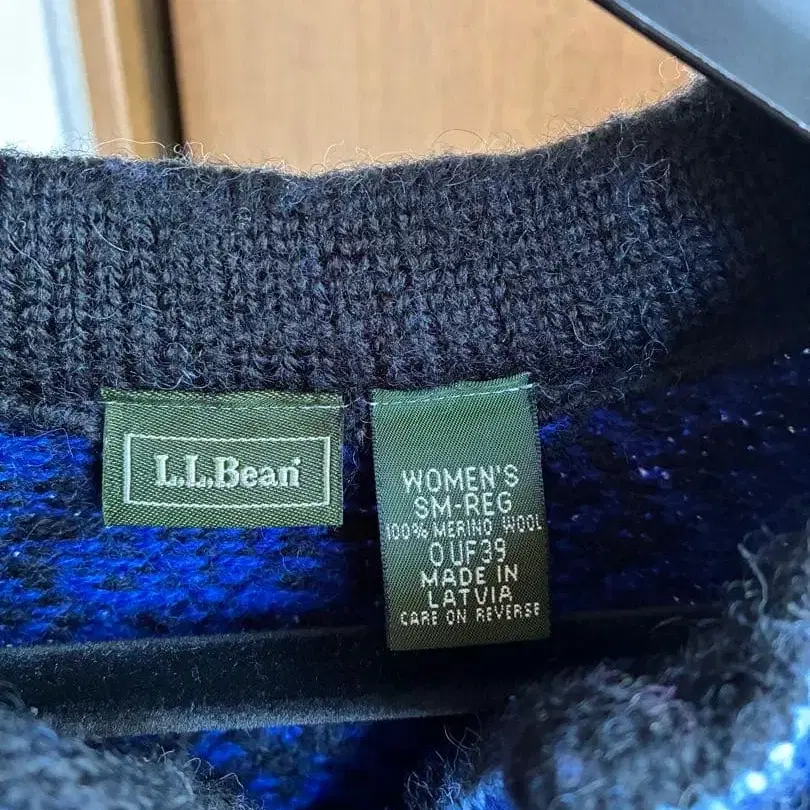 L.L.Bean
WOMEN'S
SM-REG
100% MERINO WOOL
0UF39
MADE IN
LATVIA
CARE ON REVERSE